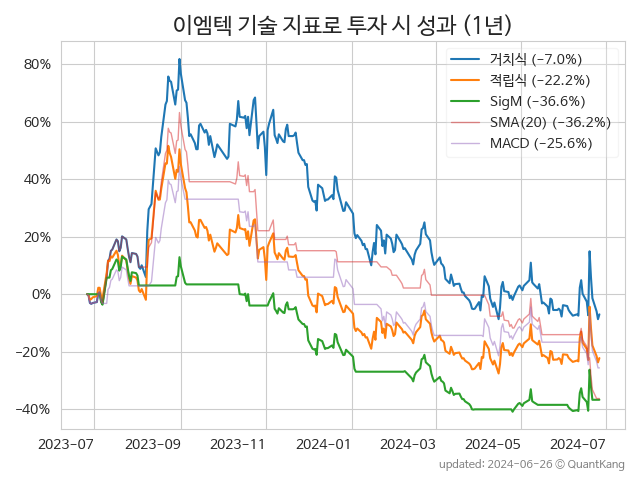 이엠텍 기술 지표로 투자 시 성과 (1년)
거치식 (−7.0%)
적립식 (−22.2%)
SigM (−36.6%)
SMA(20) (−36.2%)
MACD (−25.6%)
80%
60%
40%
20%
0%
−20%
−40%
2023-07 2023-09 2023-11 2024-01 2024-03 2024-05 2024-07
updated: 2024-06-26 © QuantKang